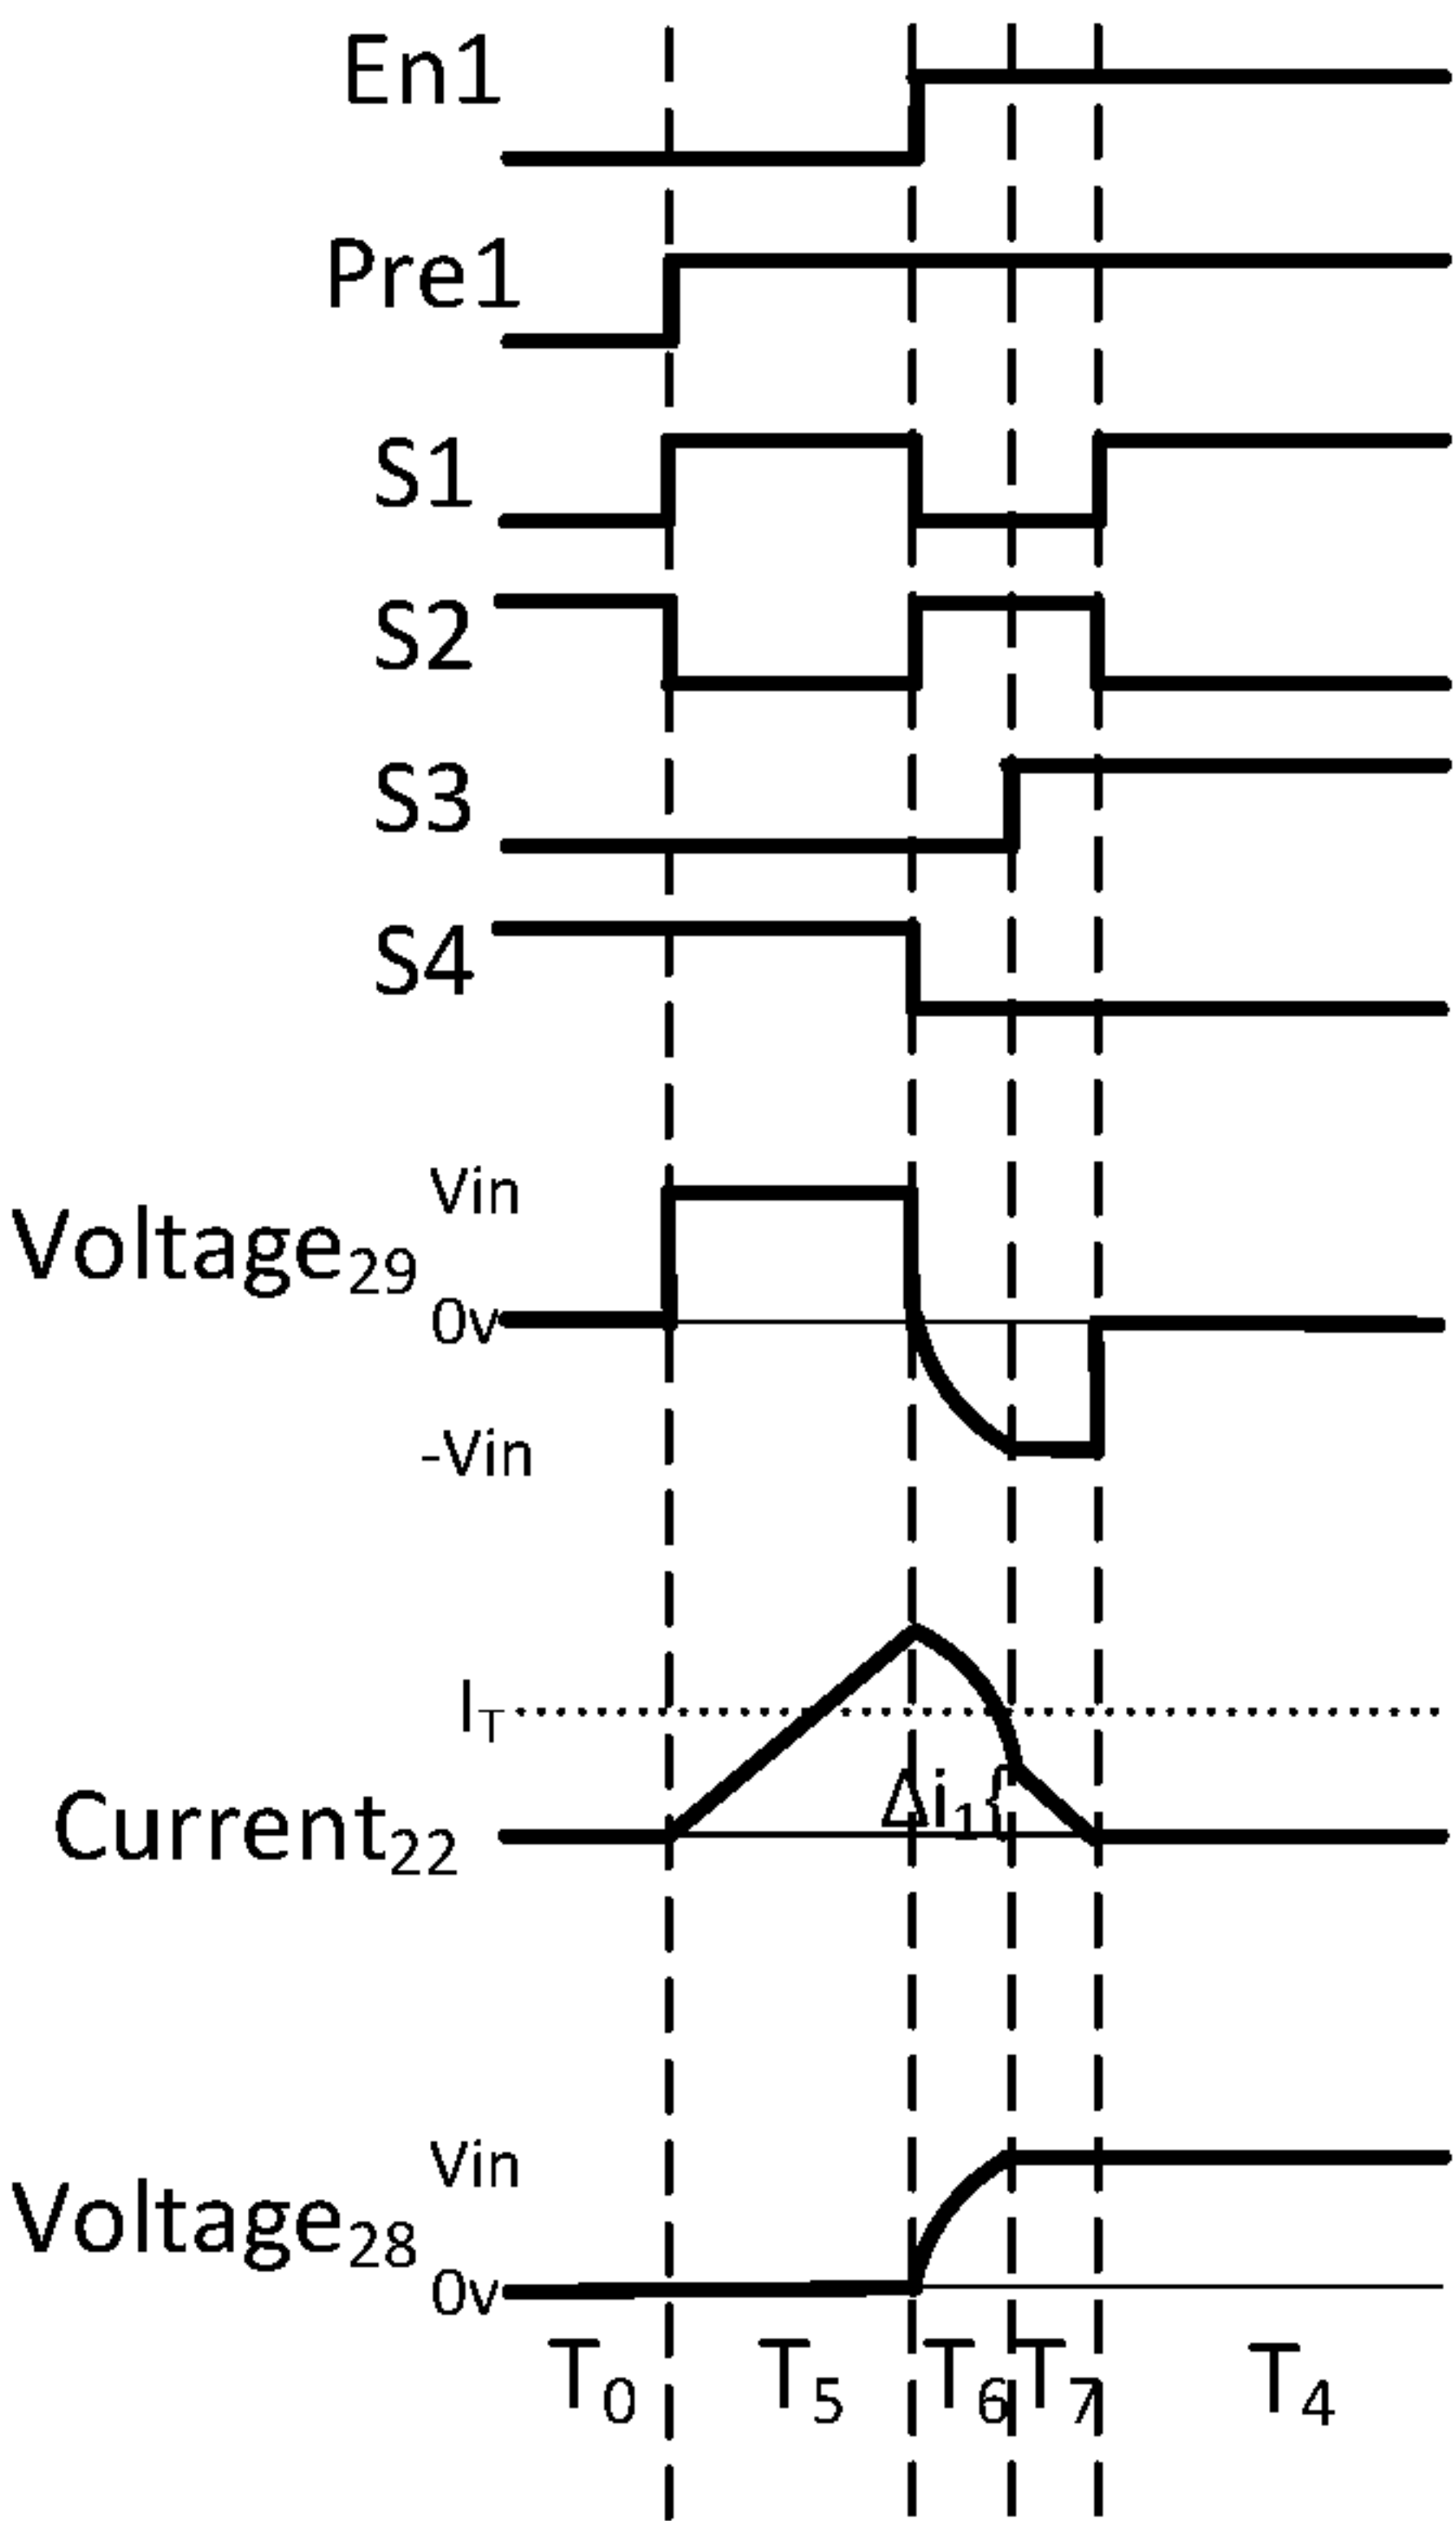 En1
Pre1
S1
S2
S3
S4
Vin
Voltage29
0v
-Vin
IT
Δi1{
Current22
Vin
Voltage28
0v
T0 T5 T6 T7 T4